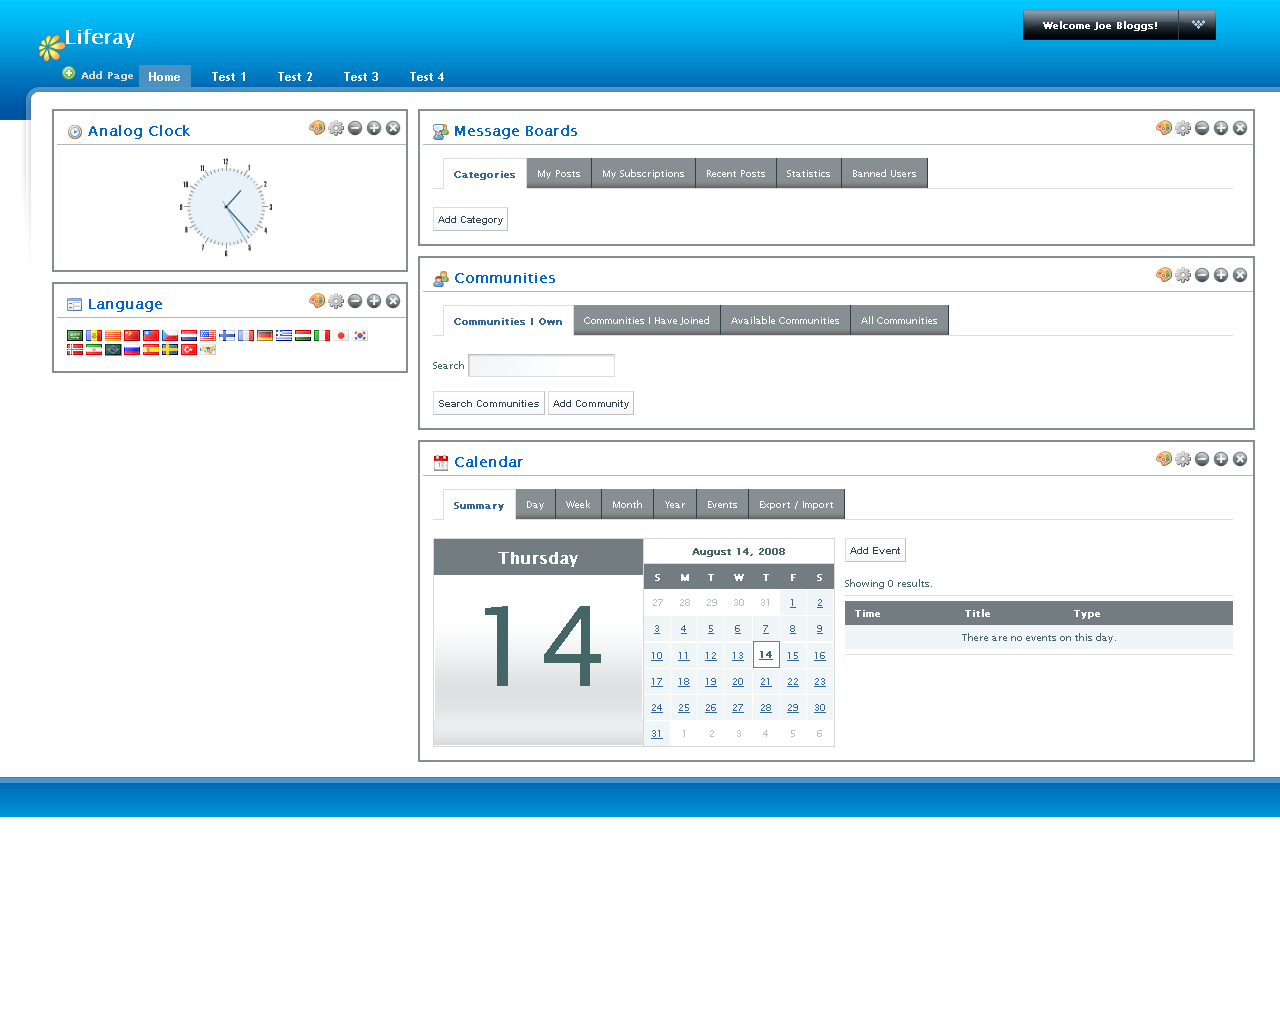 Liferay
Welcome Joe Bloggs!
Add Page Home Test 1 Test 2 Test 3 Test 4
Analog Clock
12
11 1
10 2
9 3
8 4
7 5
6
Language
Message Boards
Categories My Posts My Subscriptions Recent Posts Statistics Banned Users
Add Category
Communities
Communities I Own Communities I Have Joined Available Communities All Communities
Search
Search Communities Add Community
Calendar
Summary Day Week Month Year Events Export / Import
Thursday
14
August 14, 2008
S M T W T F S
27 28 29 30 31 1 2
3 4 5 6 7 8 9
10 11 12 13 14 15 16
17 18 19 20 21 22 23
24 25 26 27 28 29 30
31 1 2 3 4 5 6
Add Event
Showing 0 results.
Time Title Type
There are no events on this day.